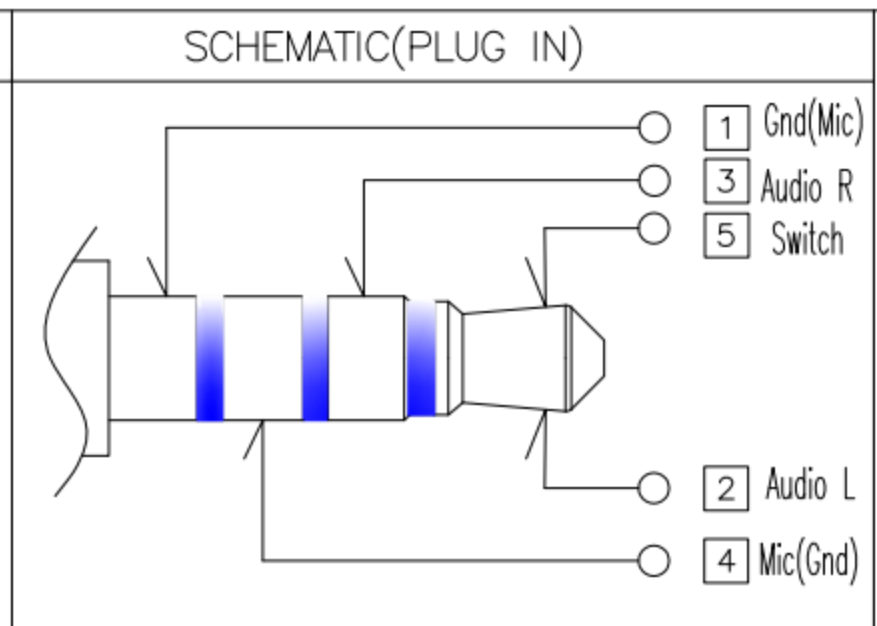 SCHEMATIC(PLUG IN)
1 Gnd(Mic)
3 Audio R
5 Switch
2 Audio L
4 Mic(Gnd)